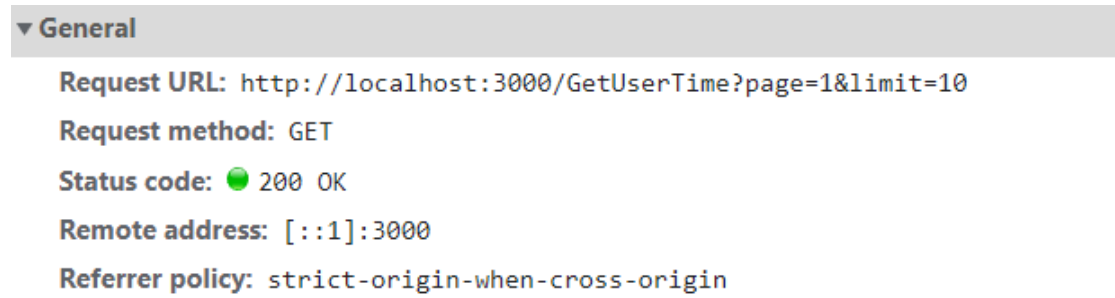 General
Request URL: http://localhost:3000/GetUserTime?page=1&limit=10
Request method: GET
Status code: 200 OK
Remote address: [::1]:3000
Referrer policy: strict-origin-when-cross-origin